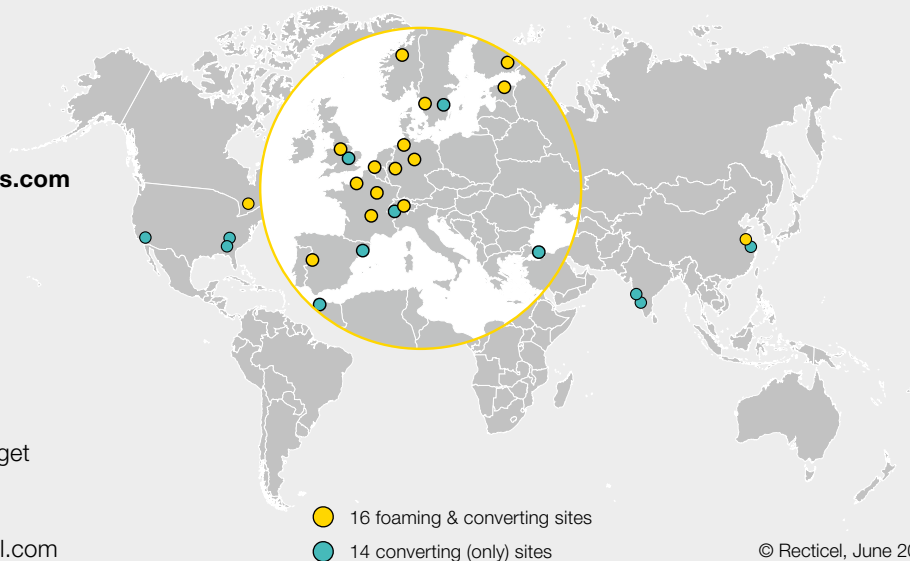 s.com
get
16 foaming & converting sites
14 converting (only) sites
l.com
© Recticel, June 20